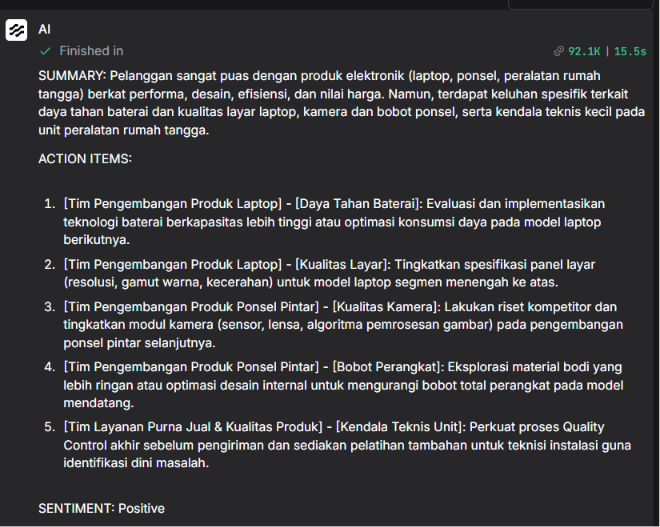 AI
Finished in
92.1K | 15.5s
SUMMARY: Pelanggan sangat puas dengan produk elektronik (laptop, ponsel, peralatan rumah
tangga) berkat performa, desain, efisiensi, dan nilai harga. Namun, terdapat keluhan spesifik terkait
daya tahan baterai dan kualitas layar laptop, kamera dan bobot ponsel, serta kendala teknis kecil pada
unit peralatan rumah tangga.
ACTION ITEMS:
1. [Tim Pengembangan Produk Laptop] - [Daya Tahan Baterai]: Evaluasi dan implementasikan
teknologi baterai berkapasitas lebih tinggi atau optimasi konsumsi daya pada model laptop
berikutnya.
2. [Tim Pengembangan Produk Laptop] - [Kualitas Layar]: Tingkatkan spesifikasi panel layar
(resolusi, gamut warna, kecerahan) untuk model laptop segmen menengah ke atas.
3. [Tim Pengembangan Produk Ponsel Pintar] - [Kualitas Kamera]: Lakukan riset kompetitor dan
tingkatkan modul kamera (sensor, lensa, algoritma pemrosesan gambar) pada pengembangan
ponsel pintar selanjutnya.
4. [Tim Pengembangan Produk Ponsel Pintar] - [Bobot Perangkat]: Eksplorasi material bodi yang
lebih ringan atau optimasi desain internal untuk mengurangi bobot total perangkat pada model
mendatang.
5. [Tim Layanan Purna Jual & Kualitas Produk] - [Kendala Teknis Unit]: Perkuat proses Quality
Control akhir sebelum pengiriman dan sediakan pelatihan tambahan untuk teknisi instalasi guna
identifikasi dini masalah.
SENTIMENT: Positive